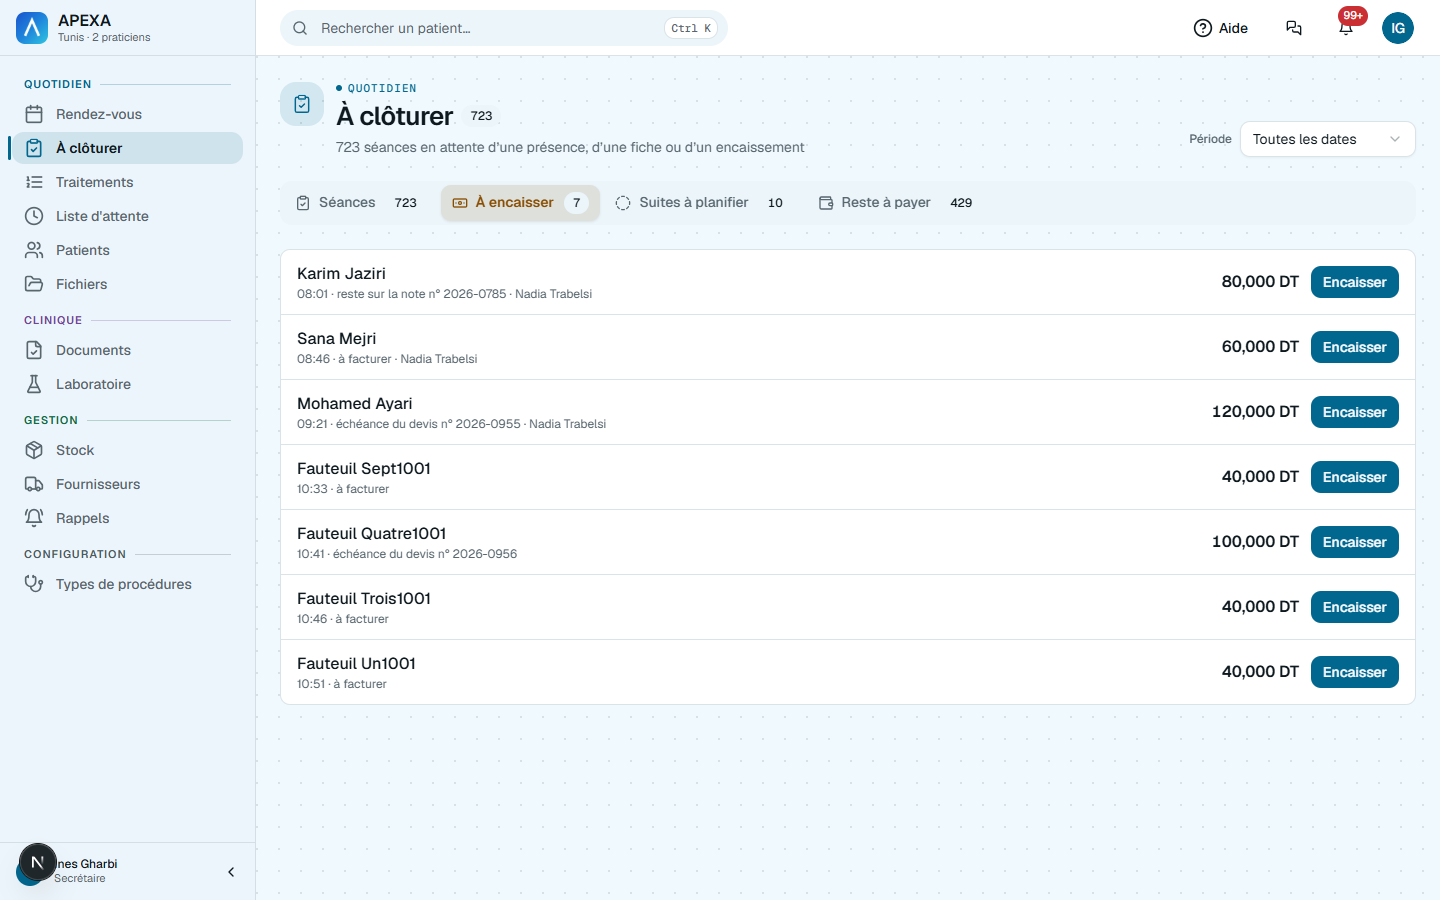 APEXA
Tunis · 2 praticiens
Rechercher un patient…
Ctrl K
Aide
99+
IG
QUOTIDIEN
Rendez-vous
À clôturer
Traitements
Liste d'attente
Patients
Fichiers
CLINIQUE
Documents
Laboratoire
GESTION
Stock
Fournisseurs
Rappels
CONFIGURATION
Types de procédures
N
nes Gharbi
Secrétaire
QUOTIDIEN
À clôturer 723
723 séances en attente d'une présence, d'une fiche ou d'un encaissement
Période
Toutes les dates
Séances 723
À encaisser 7
Suites à planifier 10
Reste à payer 429
Karim Jaziri
08:01 · reste sur la note n° 2026-0785 · Nadia Trabelsi
80,000 DT
Encaisser
Sana Mejri
08:46 · à facturer · Nadia Trabelsi
60,000 DT
Encaisser
Mohamed Ayari
09:21 · échéance du devis n° 2026-0955 · Nadia Trabelsi
120,000 DT
Encaisser
Fauteuil Sept1001
10:33 · à facturer
40,000 DT
Encaisser
Fauteuil Quatre1001
10:41 · échéance du devis n° 2026-0956
100,000 DT
Encaisser
Fauteuil Trois1001
10:46 · à facturer
40,000 DT
Encaisser
Fauteuil Un1001
10:51 · à facturer
40,000 DT
Encaisser